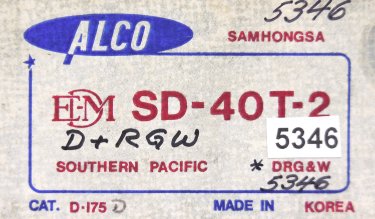 5346
ALCO
SAMHONGSA
EMD SD-40T-2
D+RGW
5346
SOUTHERN PACIFIC * DRG&W
5346
CAT. D-175 D MADE IN KOREA